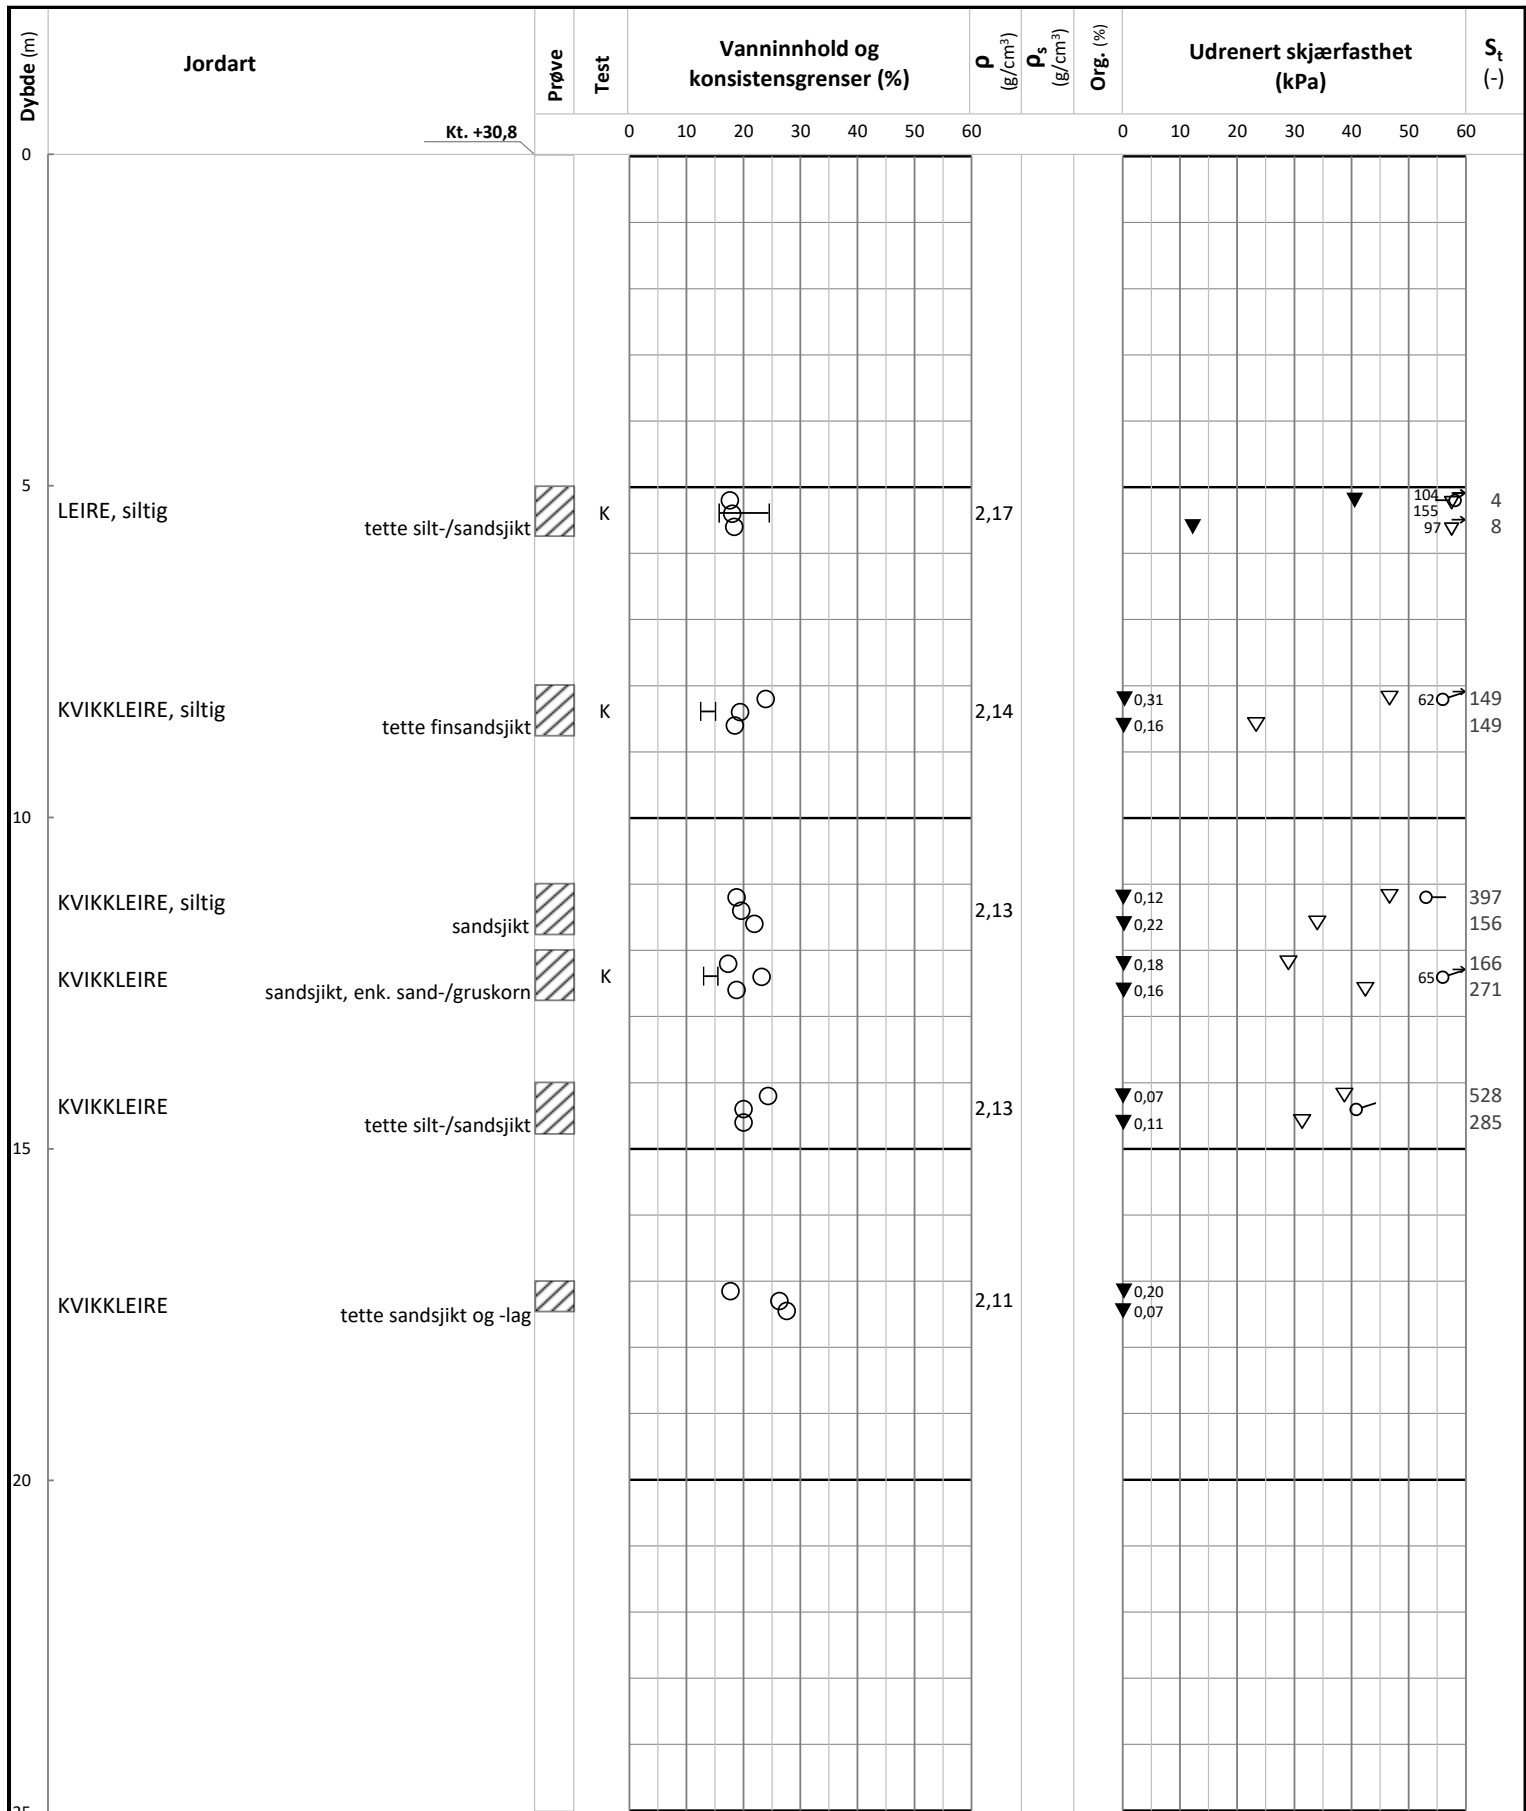 Dybde (m)
Jordart
Prøve
Test
Vanninnhold og
konsistensgrenser (%)
ρ
(g/cm³)
ρs
(g/cm³)
Org. (%)
Udrenert skjærfasthet
(kPa)
St
(-)
Kt. +30,8
0 10 20 30 40 50 60
0 10 20 30 40 50 60
0
5
LEIRE, siltig
tette silt-/sandsjikt
K
2,17
104
155
4
97
8
KVIKKLEIRE, siltig
tette finsandsjikt
K
2,14
0,31
62
149
0,16
149
10
KVIKKLEIRE, siltig
sandsjikt
2,13
0,12
397
0,22
156
KVIKKLEIRE
sandsjikt, enk. sand-/gruskorn
K
0,18
166
65
0,16
271
KVIKKLEIRE
tette silt-/sandsjikt
2,13
0,07
528
0,11
285
15
KVIKKLEIRE
tette sandsjikt og -lag
2,11
0,20
0,07
20